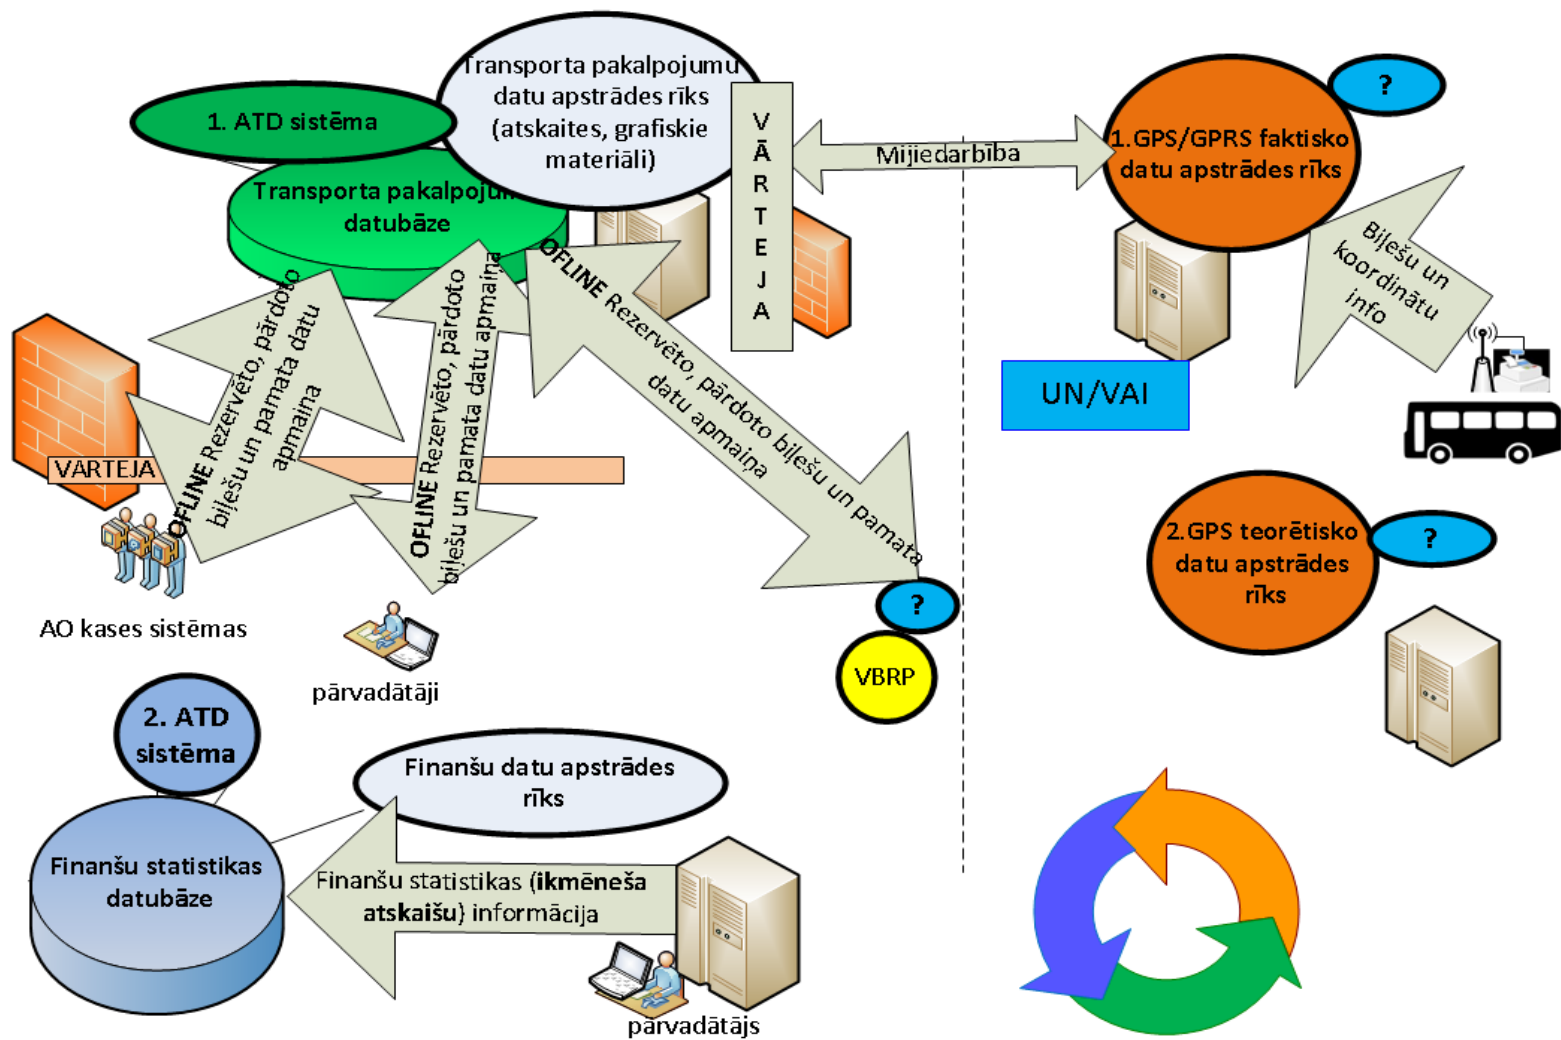 Transporta pakalpojumu
datu apstrādes rīks
(atskaites, grafiskie
materiāli)
1. ATD sistēma
Transporta pakalpojum
datubāze
V
Ā
R
T
E
J
A
Mijiedarbība
?
1.GPS/GPRS faktisko
datu apstrādes rīks
Biļešu un
koordinātu
info
UN/VAI
OFLINE Rezervēto, pārdoto
biļešu un pamata datu
apmaiņa
OFLINE Rezervēto, pārdoto
biļešu un pamata datu apmaiņa
OFLINE Rezervēto, pārdoto biļešu un pamata
datu apmaiņa
VĀRTEJA
AO kases sistēmas
pārvadātāji
?
VBRP
2.GPS teorētisko
datu apstrādes
rīks
?
2. ATD
sistēma
Finanšu datu apstrādes
rīks
Finanšu statistikas
datubāze
Finanšu statistikas (ikmēneša
atskaišu) informācija
pārvadātājs